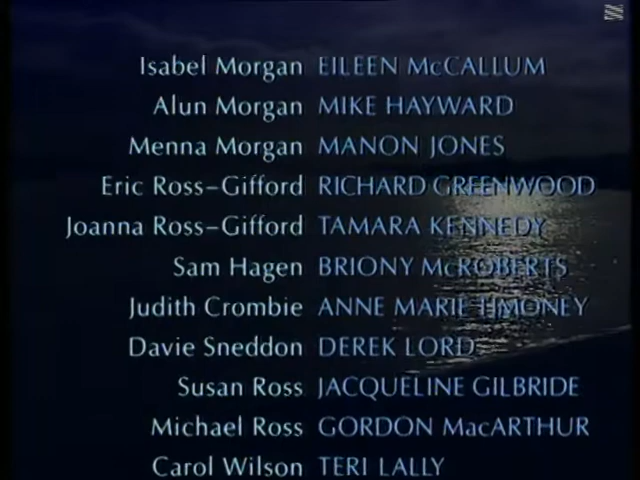 Isabel Morgan EILEEN McCALLUM
Alun Morgan MIKE HAYWARD
Menna Morgan MANON JONES
Eric Ross-Gifford RICHARD GREENWOOD
Joanna Ross-Gifford TAMARA KENNEDY
Sam Hagen BRIONY McROBERTS
Judith Crombie ANNE MARIE TIMONEY
Davie Sneddon DEREK LORD
Susan Ross JACQUELINE GILBRIDE
Michael Ross GORDON MacARTHUR
Carol Wilson TERI LALLY